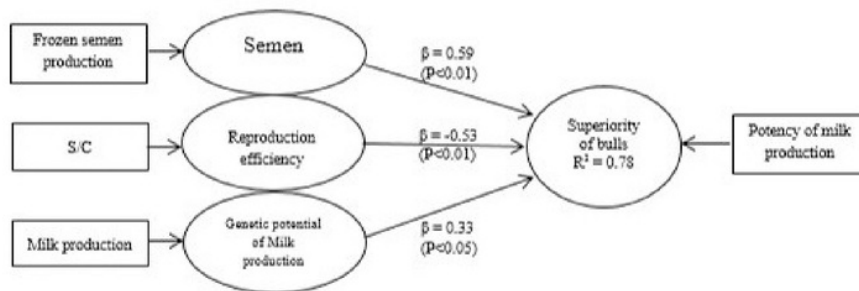 Frozen semen
production
Semen
β = 0.59
(P<0.01)
S/C
Reproduction
efficiency
β = -0.53
(P<0.01)
Superiority
of bulls
R² = 0.78
Potency of milk
production
Milk production
Genetic potential
of Milk
production
β = 0.33
(P<0.05)